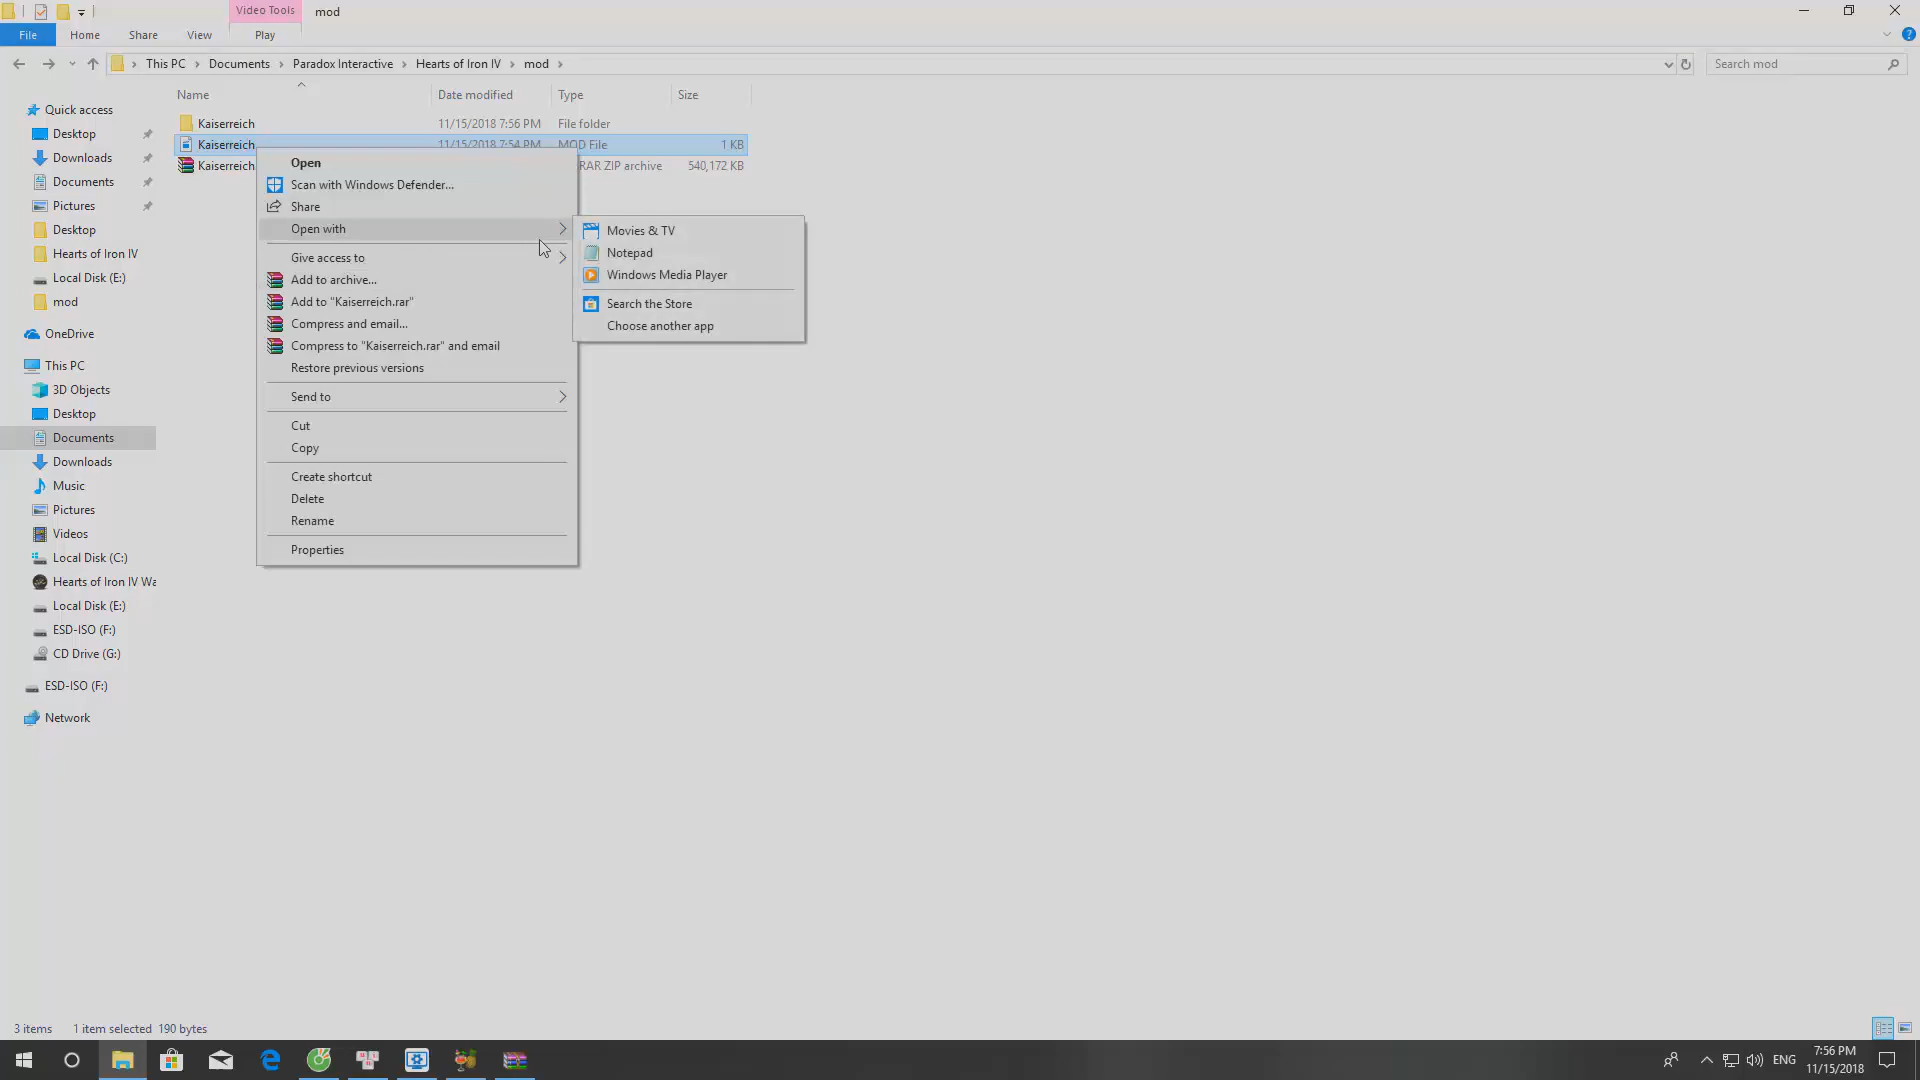 Video Tools
mod
File
Home
Share
View
Play
This PC
Documents
Paradox Interactive
Hearts of Iron IV
mod
Search mod
Name
Date modified
Type
Size
Kaiserreich
11/15/2018 7:56 PM
File folder
Kaiserreich
11/15/2018 7:54 PM
MOD File
1 KB
Kaiserreich
RAR ZIP archive
540,172 KB
Quick access
Desktop
Downloads
Documents
Pictures
Desktop
Hearts of Iron IV
Local Disk (E:)
mod
OneDrive
This PC
3D Objects
Desktop
Documents
Downloads
Music
Pictures
Videos
Local Disk (C:)
Hearts of Iron IV Wa
Local Disk (E:)
ESD-ISO (F:)
CD Drive (G:)
ESD-ISO (F:)
Network
Open
Scan with Windows Defender...
Share
Open with
Give access to
Add to archive...
Add to "Kaiserreich.rar"
Compress and email...
Compress to "Kaiserreich.rar" and email
Restore previous versions
Send to
Cut
Copy
Create shortcut
Delete
Rename
Properties
Movies & TV
Notepad
Windows Media Player
Search the Store
Choose another app
3 items
1 item selected 190 bytes
ENG
7:56 PM
11/15/2018